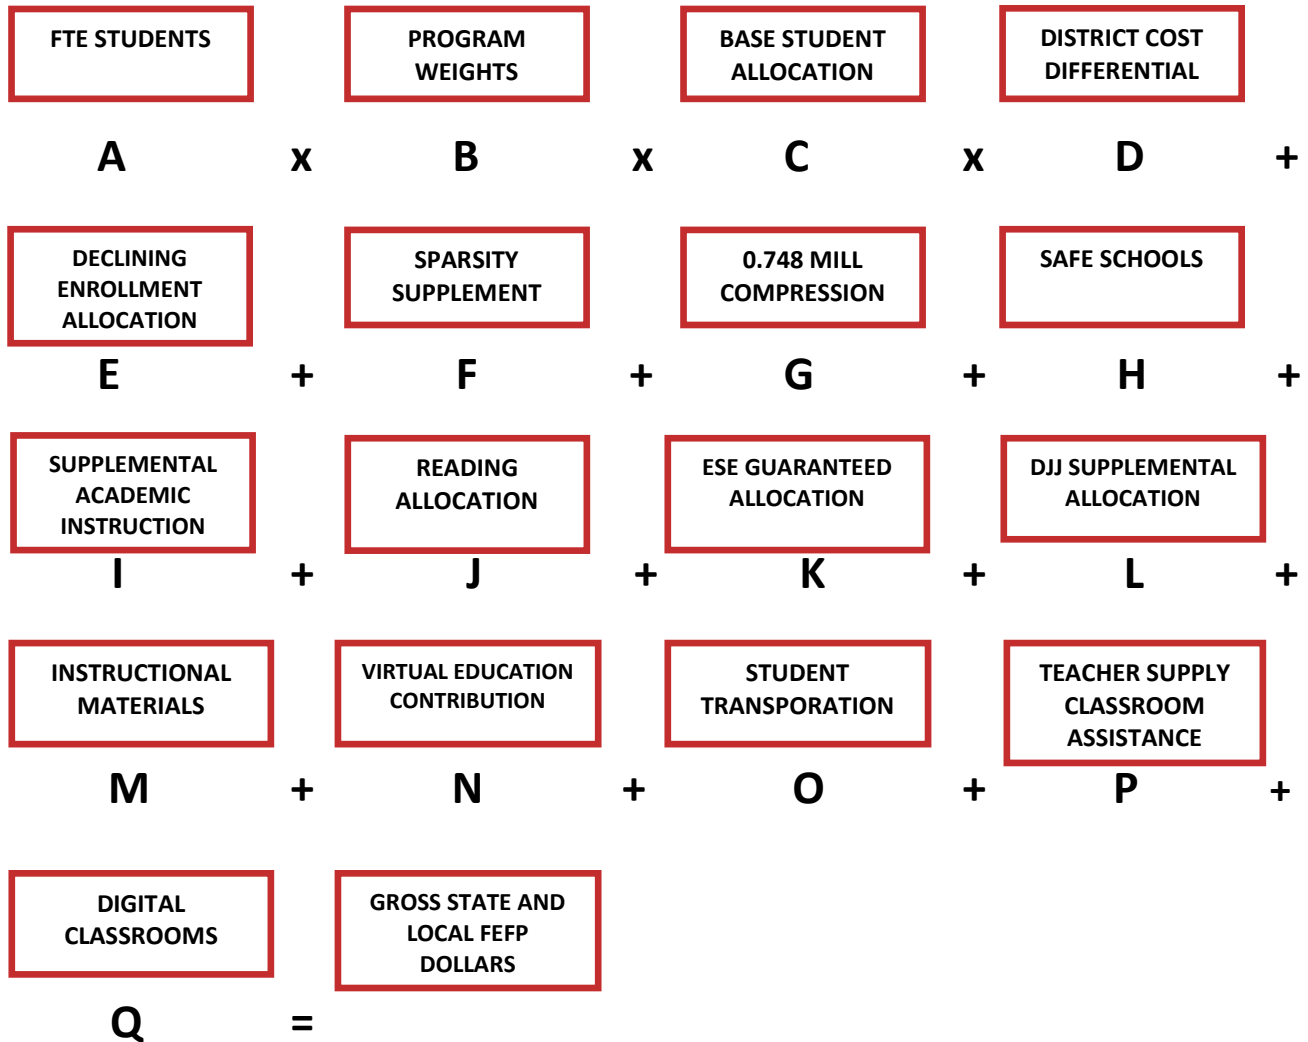 FTE STUDENTS
PROGRAM
WEIGHTS
BASE STUDENT
ALLOCATION
DISTRICT COST
DIFFERENTIAL
A x B x C x D +
DECLINING
ENROLLMENT
ALLOCATION
SPARSITY
SUPPLEMENT
0.748 MILL
COMPRESSION
SAFE SCHOOLS
E + F + G + H +
SUPPLEMENTAL
ACADEMIC
INSTRUCTION
READING
ALLOCATION
ESE GUARANTEED
ALLOCATION
DJJ SUPPLEMENTAL
ALLOCATION
I + J + K + L +
INSTRUCTIONAL
MATERIALS
VIRTUAL EDUCATION
CONTRIBUTION
STUDENT
TRANSPORATION
TEACHER SUPPLY
CLASSROOM
ASSISTANCE
M + N + O + P +
DIGITAL
CLASSROOMS
GROSS STATE AND
LOCAL FEFP
DOLLARS
Q =